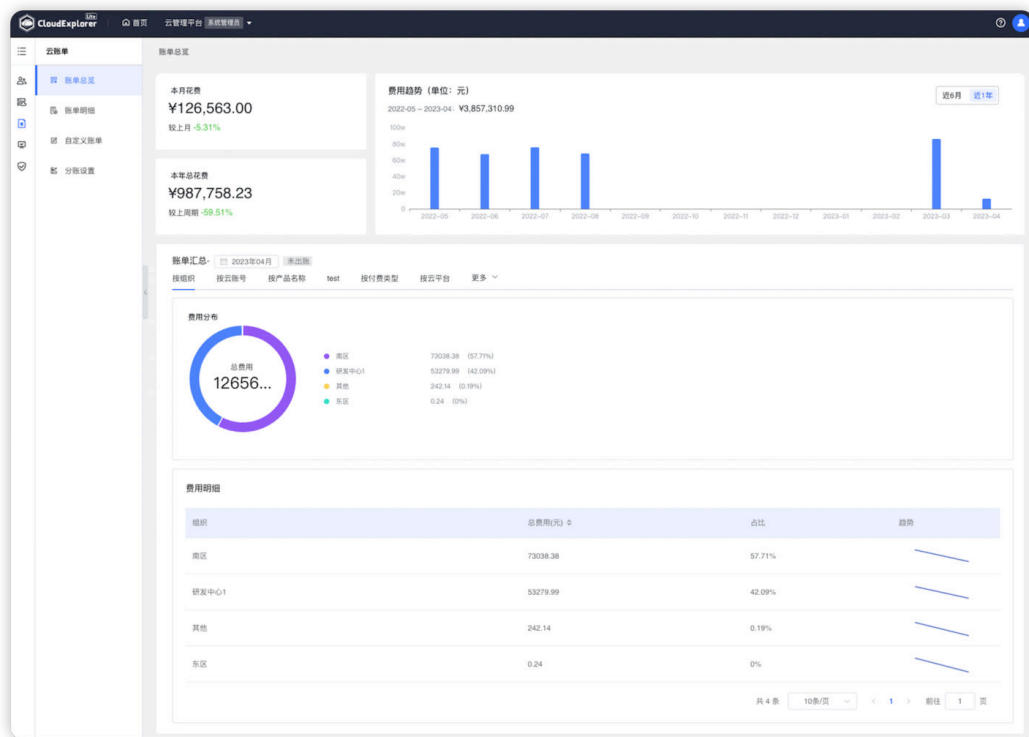 CloudExplorer Lite 首页 云管理平台 系统管理员
云账单
账单总览
账单明细
自定义账单
分账设置
账单总览
本月花费
¥126,563.00
较上月 -5.31%
本年总花费
¥987,758.23
较上周期 -59.51%
费用趋势（单位：元）
近6月 近1年
2022-05 ~ 2023-04: ¥3,857,310.99
100w
80w
60w
40w
20w
0
2022-05 2022-06 2022-07 2022-08 2022-09 2022-10 2022-11 2022-12 2023-01 2023-02 2023-03 2023-04
账单汇总- 2023年04月 未出账
按组织 按云账号 按产品名称 test 按付费类型 按云平台 更多
费用分布
总费用
12656...
南区 73038.38 (57.71%)
研发中心1 53279.99 (42.09%)
其他 242.14 (0.19%)
东区 0.24 (0%)
费用明细
组织 总费用(元) 占比 趋势
南区 73038.38 57.71%
研发中心1 53279.99 42.09%
其他 242.14 0.19%
东区 0.24 0%
共 4 条 10条/页 1 前往 1 页